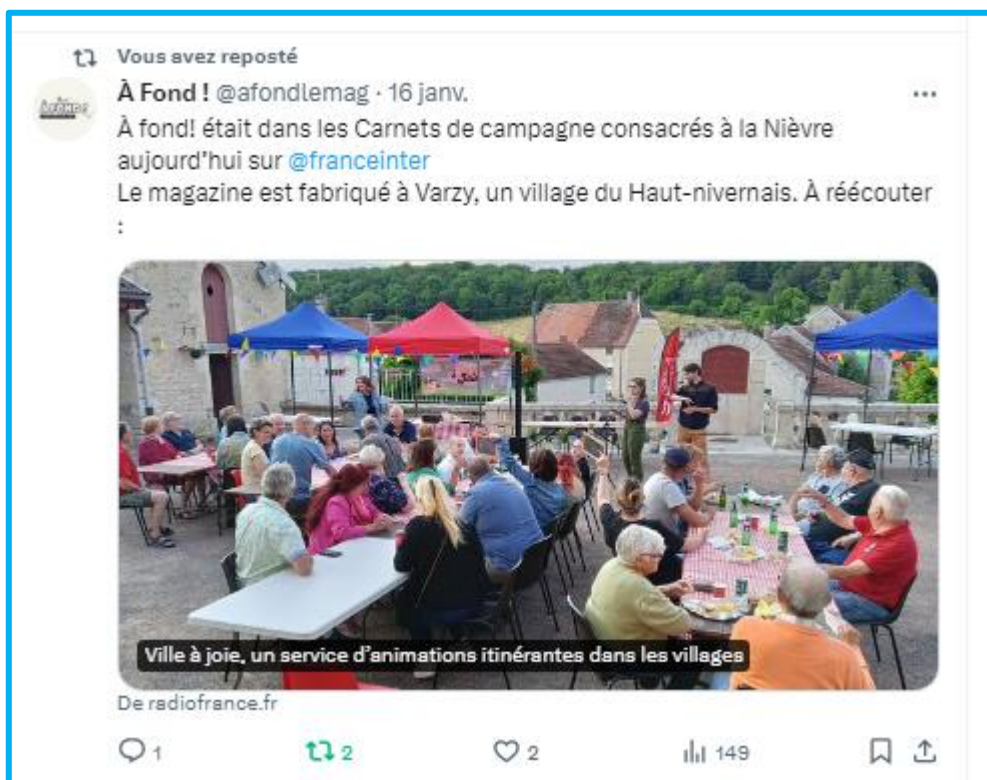 Vous avez reposté
À Fond ! @afondlemag · 16 janv.
À fond! était dans les Carnets de campagne consacrés à la Nièvre
aujourd'hui sur @franceinter
Le magazine est fabriqué à Varzy, un village du Haut-nivernais. À réécouter
:
Ville à joie, un service d'animations itinérantes dans les villages
De radiofrance.fr
1 2 2 149